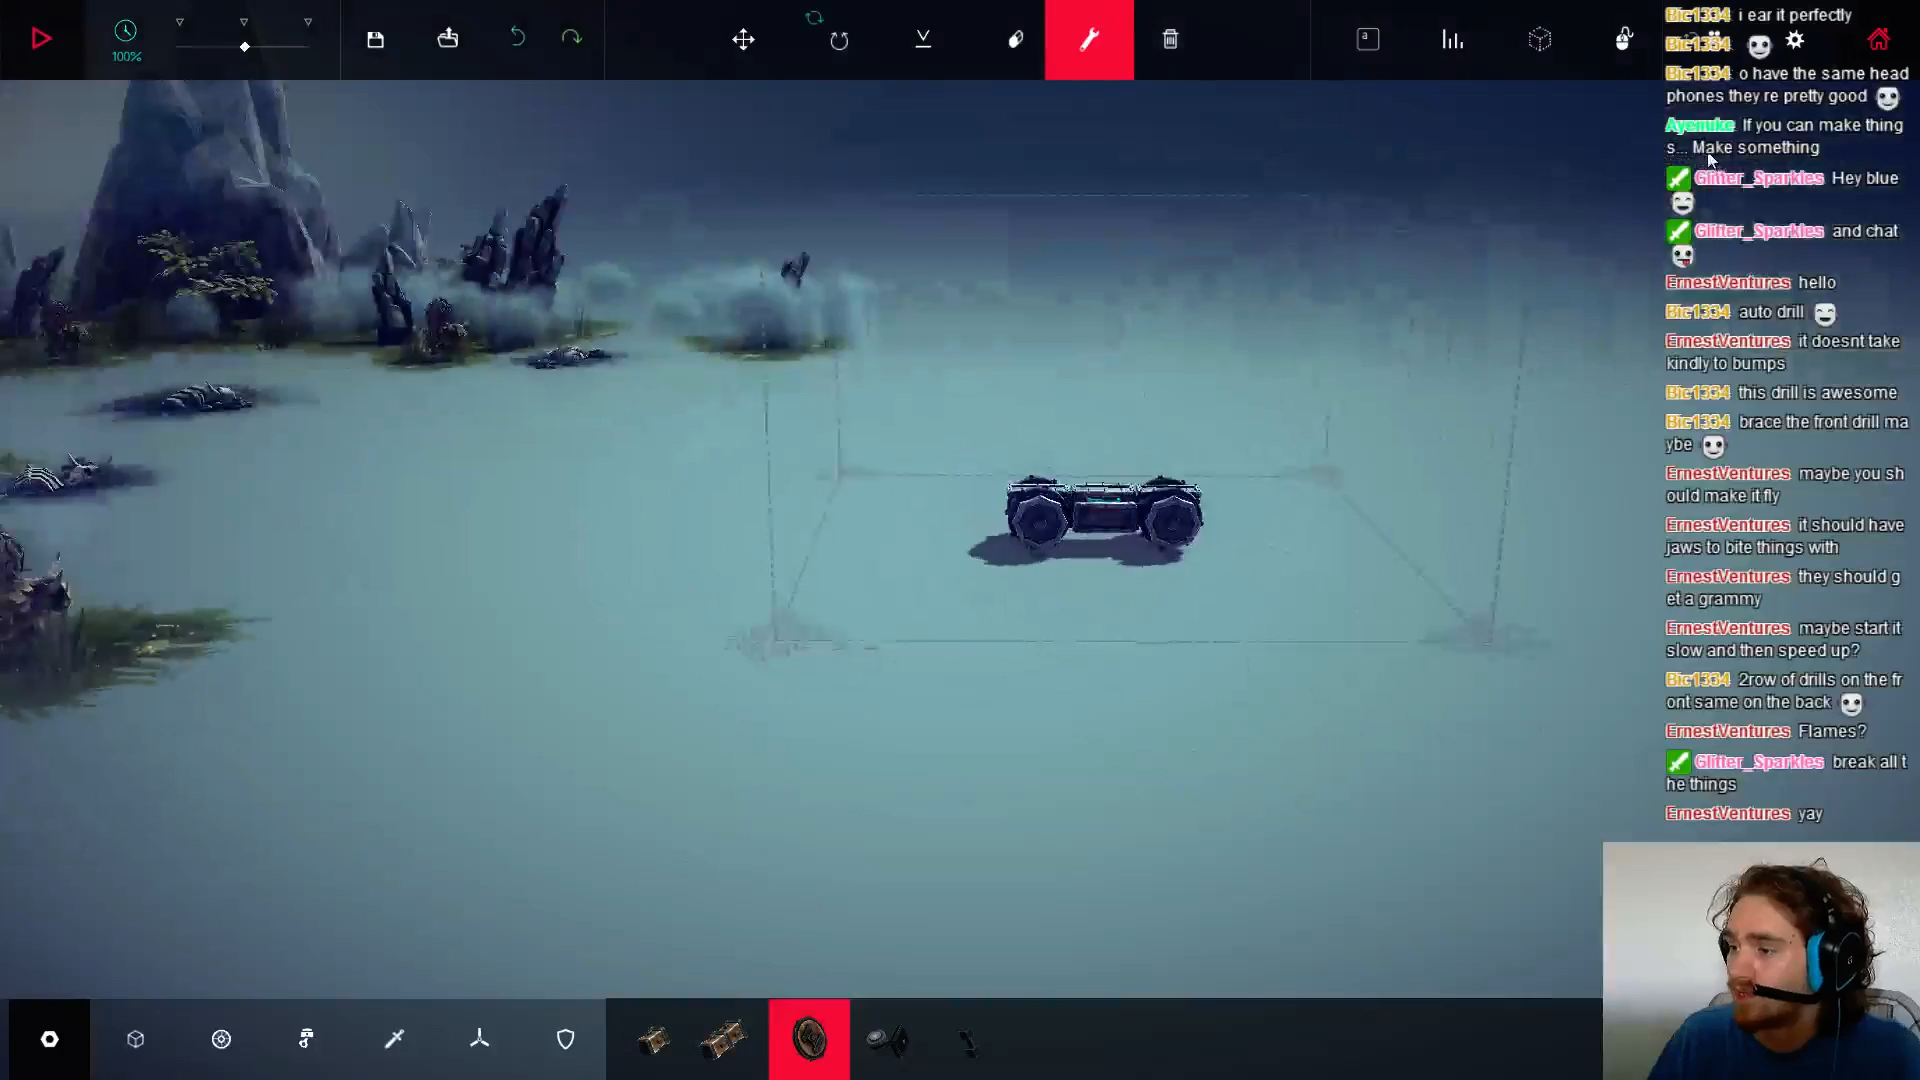 Bic1334 i ear it perfectly
Bic1334
Bic1334 o have the same head
phones they re pretty good
Ayenuke If you can make thing
s... Make something
Glitter_Sparkles Hey blue
Glitter_Sparkles and chat
ErnestVentures hello
Bic1334 auto drill
ErnestVentures it doesnt take
kindly to bumps
Bic1334 this drill is awesome
Bic1334 brace the front drill ma
ybe
ErnestVentures maybe you sh
ould make it fly
ErnestVentures it should have
jaws to bite things with
ErnestVentures they should g
et a grammy
ErnestVentures maybe start it
slow and then speed up?
Bic1334 2row of drills on the fr
ont same on the back
ErnestVentures Flames?
Glitter_Sparkles break all t
he things
ErnestVentures yay
100%
a